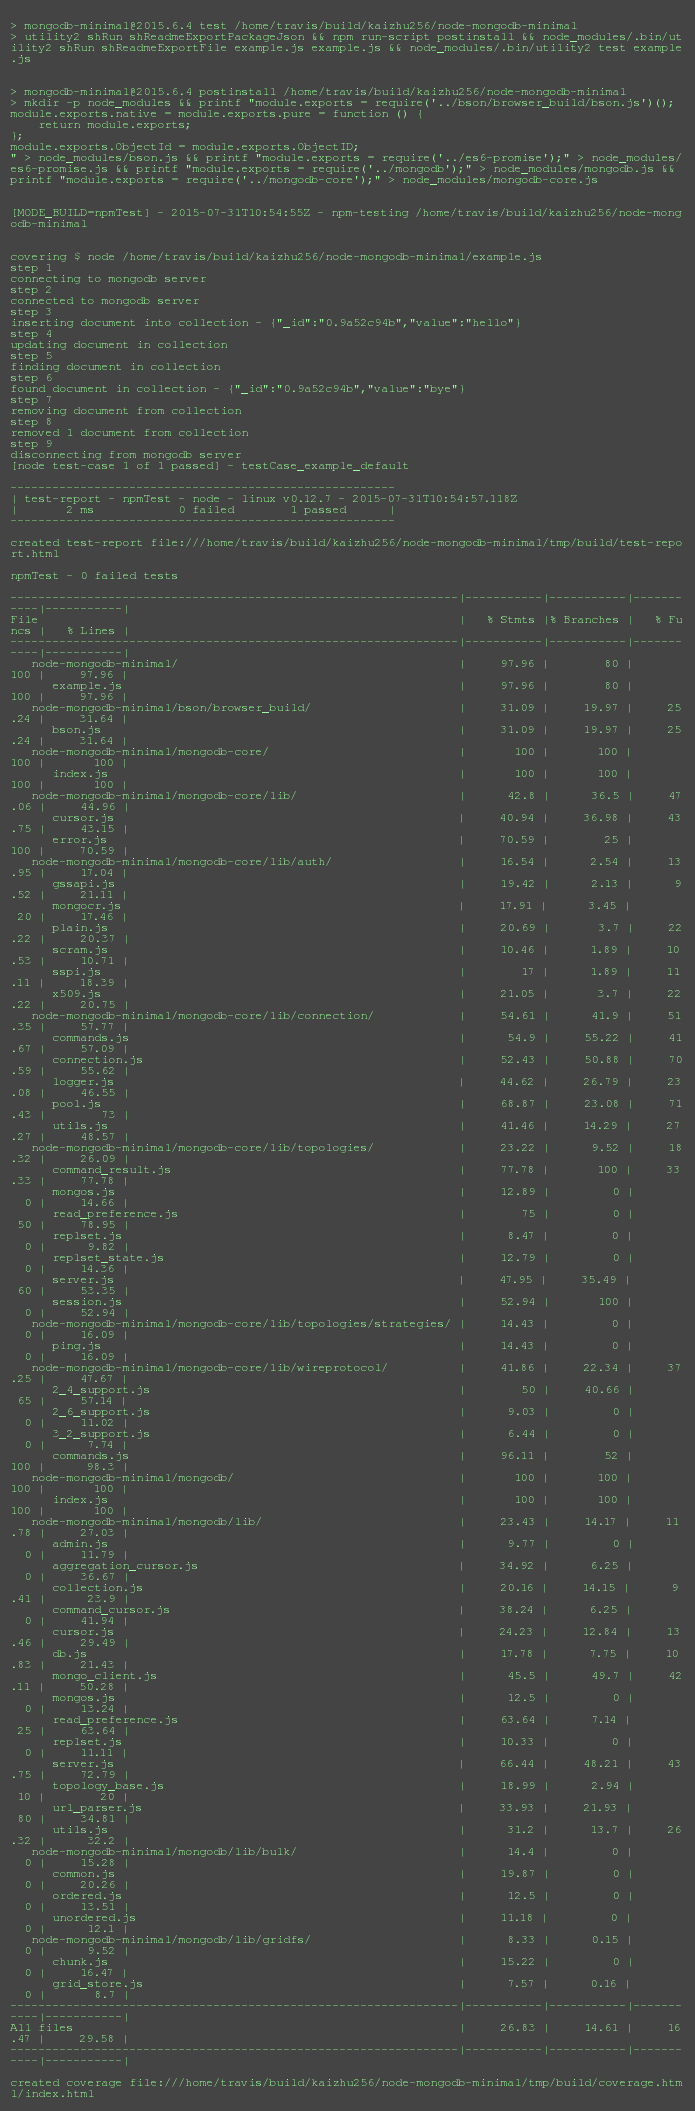 > mongodb-minimal@2015.6.4 test /home/travis/build/kaizhu256/node-mongodb-minimal
> utility2 shRun shReadmeExportPackageJson && npm run-script postinstall && node_modules/.bin/ut
ility2 shRun shReadmeExportFile example.js example.js && node_modules/.bin/utility2 test example
.js
> mongodb-minimal@2015.6.4 postinstall /home/travis/build/kaizhu256/node-mongodb-minimal
> mkdir -p node_modules && printf "module.exports = require('../bson/browser_build/bson.js')();
module.exports.native = module.exports.pure = function () {
    return module.exports;
};
module.exports.ObjectId = module.exports.ObjectID;
" > node_modules/bson.js && printf "module.exports = require('../es6-promise');" > node_modules/
es6-promise.js && printf "module.exports = require('../mongodb');" > node_modules/mongodb.js &&
printf "module.exports = require('../mongodb-core');" > node_modules/mongodb-core.js
[MODE_BUILD=npmTest] - 2015-07-31T10:54:55Z - npm-testing /home/travis/build/kaizhu256/node-mong
odb-minimal
covering $ node /home/travis/build/kaizhu256/node-mongodb-minimal/example.js
step 1
connecting to mongodb server
step 2
connected to mongodb server
step 3
inserting document into collection - {"_id":"0.9a52c94b","value":"hello"}
step 4
updating document in collection
step 5
finding document in collection
step 6
found document in collection - {"_id":"0.9a52c94b","value":"bye"}
step 7
removing document from collection
step 8
removed 1 document from collection
step 9
disconnecting from mongodb server
[node test-case 1 of 1 passed] - testCase_example_default
-------------------------------------------------------
| test-report - npmTest - node - linux v0.12.7 - 2015-07-31T10:54:57.118Z
|       2 ms            0 failed        1 passed      |
-------------------------------------------------------
created test-report file:///home/travis/build/kaizhu256/node-mongodb-minimal/tmp/build/test-repo
rt.html
npmTest - 0 failed tests
----------------------------------------------------------------|-----------|-----------|-------
----|-----------|
File                                                            |   % Stmts |% Branches |   % Fu
ncs |   % Lines |
----------------------------------------------------------------|-----------|-----------|-------
----|-----------|
   node-mongodb-minimal/                                        |     97.96 |        80 |
100 |     97.96 |
      example.js                                                |     97.96 |        80 |
100 |     97.96 |
   node-mongodb-minimal/bson/browser_build/                     |     31.09 |     19.97 |     25
.24 |     31.64 |
      bson.js                                                   |     31.09 |     19.97 |     25
.24 |     31.64 |
   node-mongodb-minimal/mongodb-core/                           |       100 |       100 |
100 |       100 |
      index.js                                                  |       100 |       100 |
100 |       100 |
   node-mongodb-minimal/mongodb-core/lib/                       |      42.8 |      36.5 |     47
.06 |     44.96 |
      cursor.js                                                 |     40.94 |     36.98 |     43
.75 |     43.15 |
      error.js                                                  |     70.59 |        25 |
100 |     70.59 |
   node-mongodb-minimal/mongodb-core/lib/auth/                  |     16.54 |      2.54 |     13
.95 |     17.04 |
      gssapi.js                                                 |     19.42 |      2.13 |      9
.52 |     21.11 |
      mongocr.js                                                |     17.91 |      3.45 |
 20 |     17.46 |
      plain.js                                                  |     20.69 |       3.7 |     22
.22 |     20.37 |
      scram.js                                                  |     10.46 |      1.89 |     10
.53 |     10.71 |
      sspi.js                                                   |        17 |      1.89 |     11
.11 |     18.39 |
      x509.js                                                   |     21.05 |       3.7 |     22
.22 |     20.75 |
   node-mongodb-minimal/mongodb-core/lib/connection/            |     54.61 |      41.9 |     51
.35 |     57.77 |
      commands.js                                               |      54.9 |     55.22 |     41
.67 |     57.09 |
      connection.js                                             |     52.43 |     50.88 |     70
.59 |     55.62 |
      logger.js                                                 |     44.62 |     26.79 |     23
.08 |     46.55 |
      pool.js                                                   |     68.87 |     23.08 |     71
.43 |        73 |
      utils.js                                                  |     41.46 |     14.29 |     27
.27 |     48.57 |
   node-mongodb-minimal/mongodb-core/lib/topologies/            |     23.22 |      9.52 |     18
.32 |     26.09 |
      command_result.js                                         |     77.78 |       100 |     33
.33 |     77.78 |
      mongos.js                                                 |     12.89 |         0 |
  0 |     14.66 |
      read_preference.js                                        |        75 |         0 |
 50 |     78.95 |
      replset.js                                                |      8.47 |         0 |
  0 |      9.82 |
      replset_state.js                                          |     12.79 |         0 |
  0 |     14.36 |
      server.js                                                 |     47.95 |     35.49 |
 60 |     53.35 |
      session.js                                                |     52.94 |       100 |
  0 |     52.94 |
   node-mongodb-minimal/mongodb-core/lib/topologies/strategies/ |     14.43 |         0 |
  0 |     16.09 |
      ping.js                                                   |     14.43 |         0 |
  0 |     16.09 |
   node-mongodb-minimal/mongodb-core/lib/wireprotocol/          |     41.86 |     22.34 |     37
.25 |     47.67 |
      2_4_support.js                                            |        50 |     40.66 |
 65 |     57.14 |
      2_6_support.js                                            |      9.03 |         0 |
  0 |     11.02 |
      3_2_support.js                                            |      6.44 |         0 |
  0 |      7.74 |
      commands.js                                               |     96.11 |        52 |
100 |      98.3 |
   node-mongodb-minimal/mongodb/                                |       100 |       100 |
100 |       100 |
      index.js                                                  |       100 |       100 |
100 |       100 |
   node-mongodb-minimal/mongodb/lib/                            |     23.43 |     14.17 |     11
.78 |     27.03 |
      admin.js                                                  |      9.77 |         0 |
  0 |     11.79 |
      aggregation_cursor.js                                     |     34.92 |      6.25 |
  0 |     36.67 |
      collection.js                                             |     20.16 |     14.15 |      9
.41 |      23.9 |
      command_cursor.js                                         |     38.24 |      6.25 |
  0 |     41.94 |
      cursor.js                                                 |     24.23 |     12.84 |     13
.46 |     29.49 |
      db.js                                                     |     17.78 |      7.75 |     10
.83 |     21.43 |
      mongo_client.js                                           |      45.5 |      49.7 |     42
.11 |     50.28 |
      mongos.js                                                 |      12.5 |         0 |
  0 |     13.24 |
      read_preference.js                                        |     63.64 |      7.14 |
 25 |     63.64 |
      replset.js                                                |     10.33 |         0 |
  0 |     11.11 |
      server.js                                                 |     66.44 |     48.21 |     43
.75 |     72.79 |
      topology_base.js                                          |     18.99 |      2.94 |
 10 |        20 |
      url_parser.js                                             |     33.93 |     21.93 |
 80 |     34.81 |
      utils.js                                                  |      31.2 |      13.7 |     26
.32 |      32.2 |
   node-mongodb-minimal/mongodb/lib/bulk/                       |      14.4 |         0 |
  0 |     15.28 |
      common.js                                                 |     19.87 |         0 |
  0 |     20.26 |
      ordered.js                                                |      12.5 |         0 |
  0 |     13.51 |
      unordered.js                                              |     11.18 |         0 |
  0 |      12.1 |
   node-mongodb-minimal/mongodb/lib/gridfs/                     |      8.33 |      0.15 |
  0 |      9.52 |
      chunk.js                                                  |     15.22 |         0 |
  0 |     16.47 |
      grid_store.js                                             |      7.57 |      0.16 |
  0 |       8.7 |
----------------------------------------------------------------|-----------|-----------|-------
----|-----------|
All files                                                       |     26.83 |     14.61 |     16
.47 |     29.58 |
----------------------------------------------------------------|-----------|-----------|-------
----|-----------|
created coverage file:///home/travis/build/kaizhu256/node-mongodb-minimal/tmp/build/coverage.htm
l/index.html